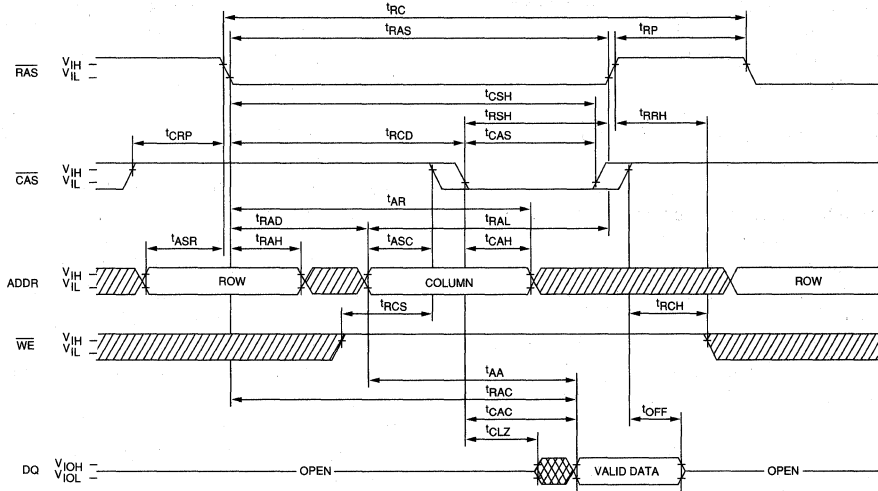 tRC
tRAS
tRP
RAS
VIH
VIL
tCSH
tRSH
tRRH
tCRP
tRCD
tCAS
CAS
VIH
VIL
tAR
tRAD
tRAL
tASR
tRAH
tASC
tCAH
ADDR
VIH
VIL
ROW
COLUMN
ROW
tRCS
tRCH
WE
VIH
VIL
tAA
tRAC
tCAC
tOFF
tCLZ
DQ
VIOH
VIOL
OPEN
VALID DATA
OPEN